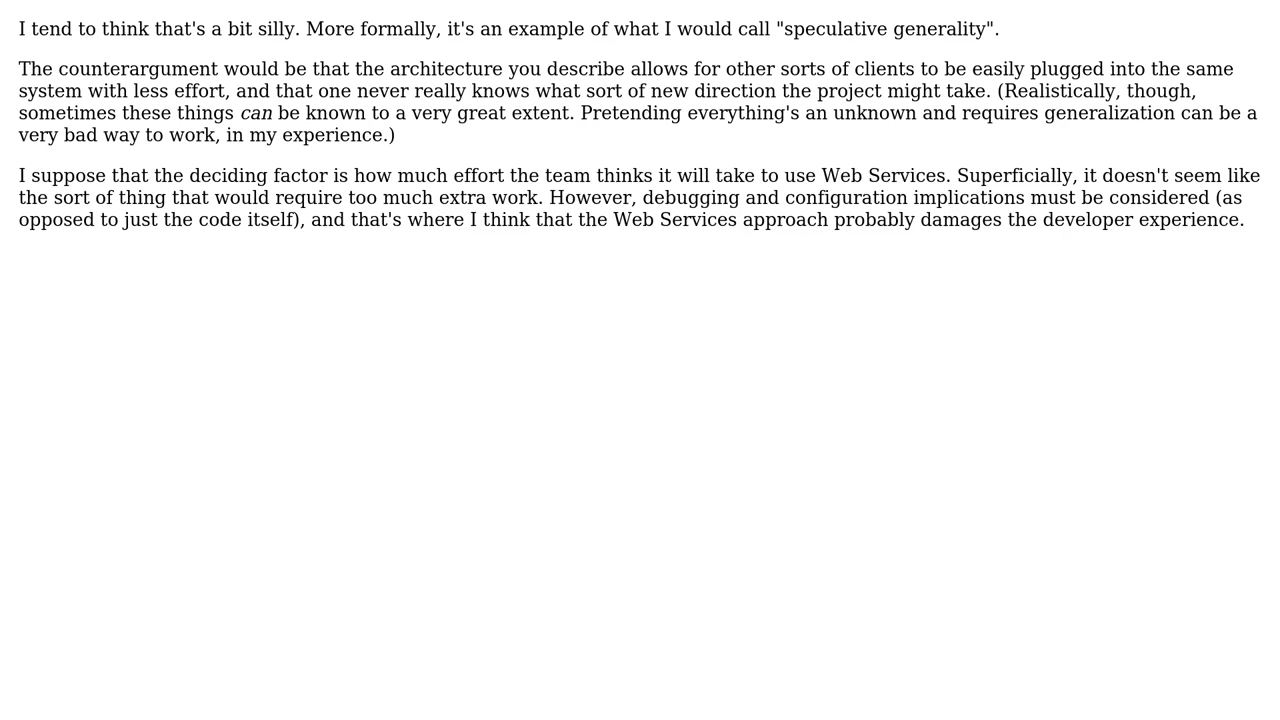 I tend to think that's a bit silly. More formally, it's an example of what I would call "speculative generality".
The counterargument would be that the architecture you describe allows for other sorts of clients to be easily plugged into the same
system with less effort, and that one never really knows what sort of new direction the project might take. (Realistically, though,
sometimes these things can be known to a very great extent. Pretending everything's an unknown and requires generalization can be a
very bad way to work, in my experience.)
I suppose that the deciding factor is how much effort the team thinks it will take to use Web Services. Superficially, it doesn't seem like
the sort of thing that would require too much extra work. However, debugging and configuration implications must be considered (as
opposed to just the code itself), and that's where I think that the Web Services approach probably damages the developer experience.